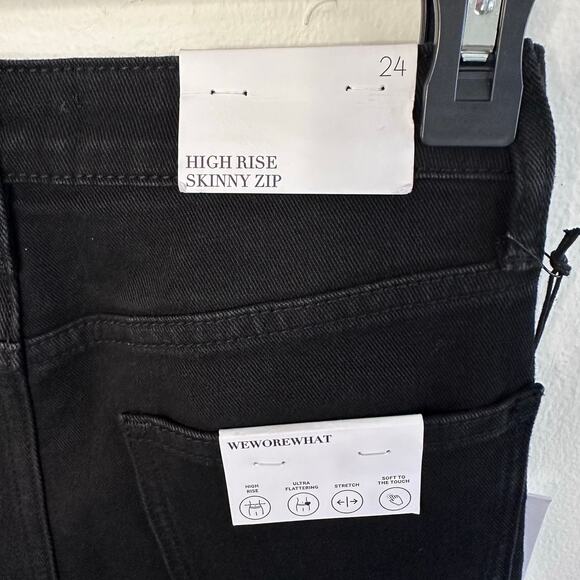 24
HIGH RISE
SKINNY ZIP
WEWOREWHAT
HIGH
RISE
ULTRA
FLATTERING
STRETCH
SOFT TO
THE TOUCH